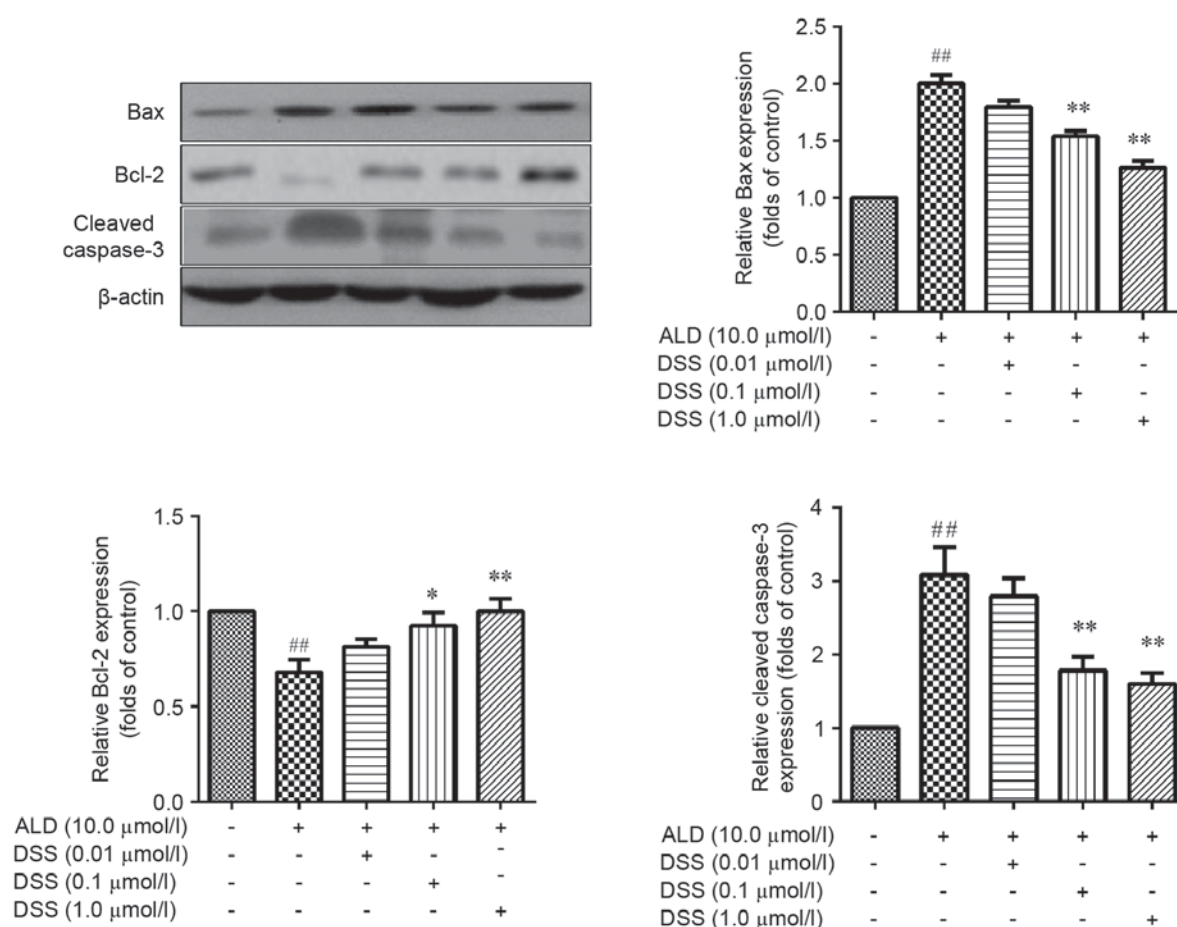 Bax
Bcl-2
Cleaved
caspase-3
β-actin
Relative Bax expression
(folds of control)
2.5
2.0
1.5
1.0
0.5
0.0
##
**
**
ALD (10.0 μmol/l) - + + + +
DSS (0.01 μmol/l) - - + - -
DSS (0.1 μmol/l) - - - + -
DSS (1.0 μmol/l) - - - - +
Relative Bcl-2 expression
(folds of control)
1.5
1.0
0.5
0.0
##
*
**
ALD (10.0 μmol/l) - + + + +
DSS (0.01 μmol/l) - - + - -
DSS (0.1 μmol/l) - - - + -
DSS (1.0 μmol/l) - - - - +
Relative cleaved caspase-3
expression (folds of control)
4
3
2
1
0
##
**
**
ALD (10.0 μmol/l) - + + + +
DSS (0.01 μmol/l) - - + - -
DSS (0.1 μmol/l) - - - + -
DSS (1.0 μmol/l) - - - - +